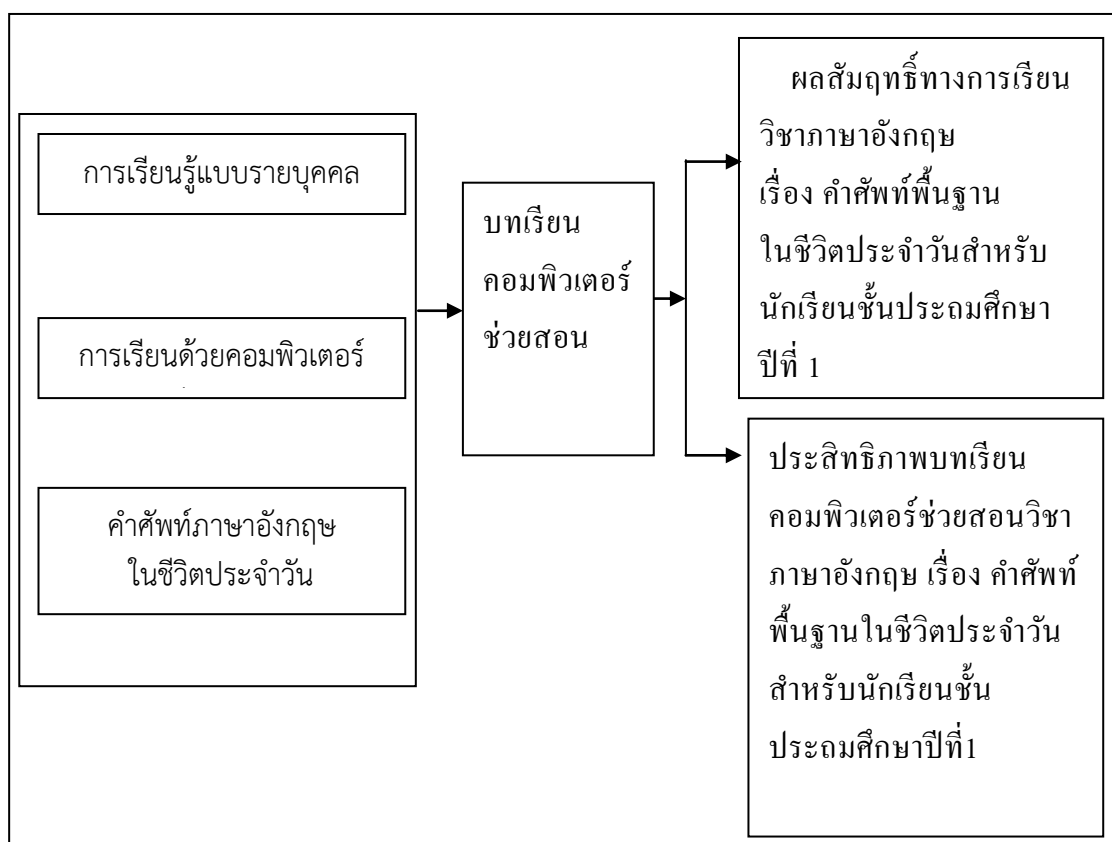 การเรียนรู้แบบรายบุคคล
การเรียนด้วยคอมพิวเตอร์
คำศัพท์ภาษาอังกฤษ
ในชีวิตประจำวัน
บทเรียน
คอมพิวเตอร์
ช่วยสอน
ผลสัมฤทธิ์ทางการเรียน
วิชาภาษาอังกฤษ
เรื่อง คำศัพท์พื้นฐาน
ในชีวิตประจำวันสำหรับ
นักเรียนชั้นประถมศึกษา
ปีที่ 1
ประสิทธิภาพบทเรียน
คอมพิวเตอร์ช่วยสอนวิชา
ภาษาอังกฤษ เรื่อง คำศัพท์
พื้นฐานในชีวิตประจำวัน
สำหรับนักเรียนชั้น
ประถมศึกษาปีที่1